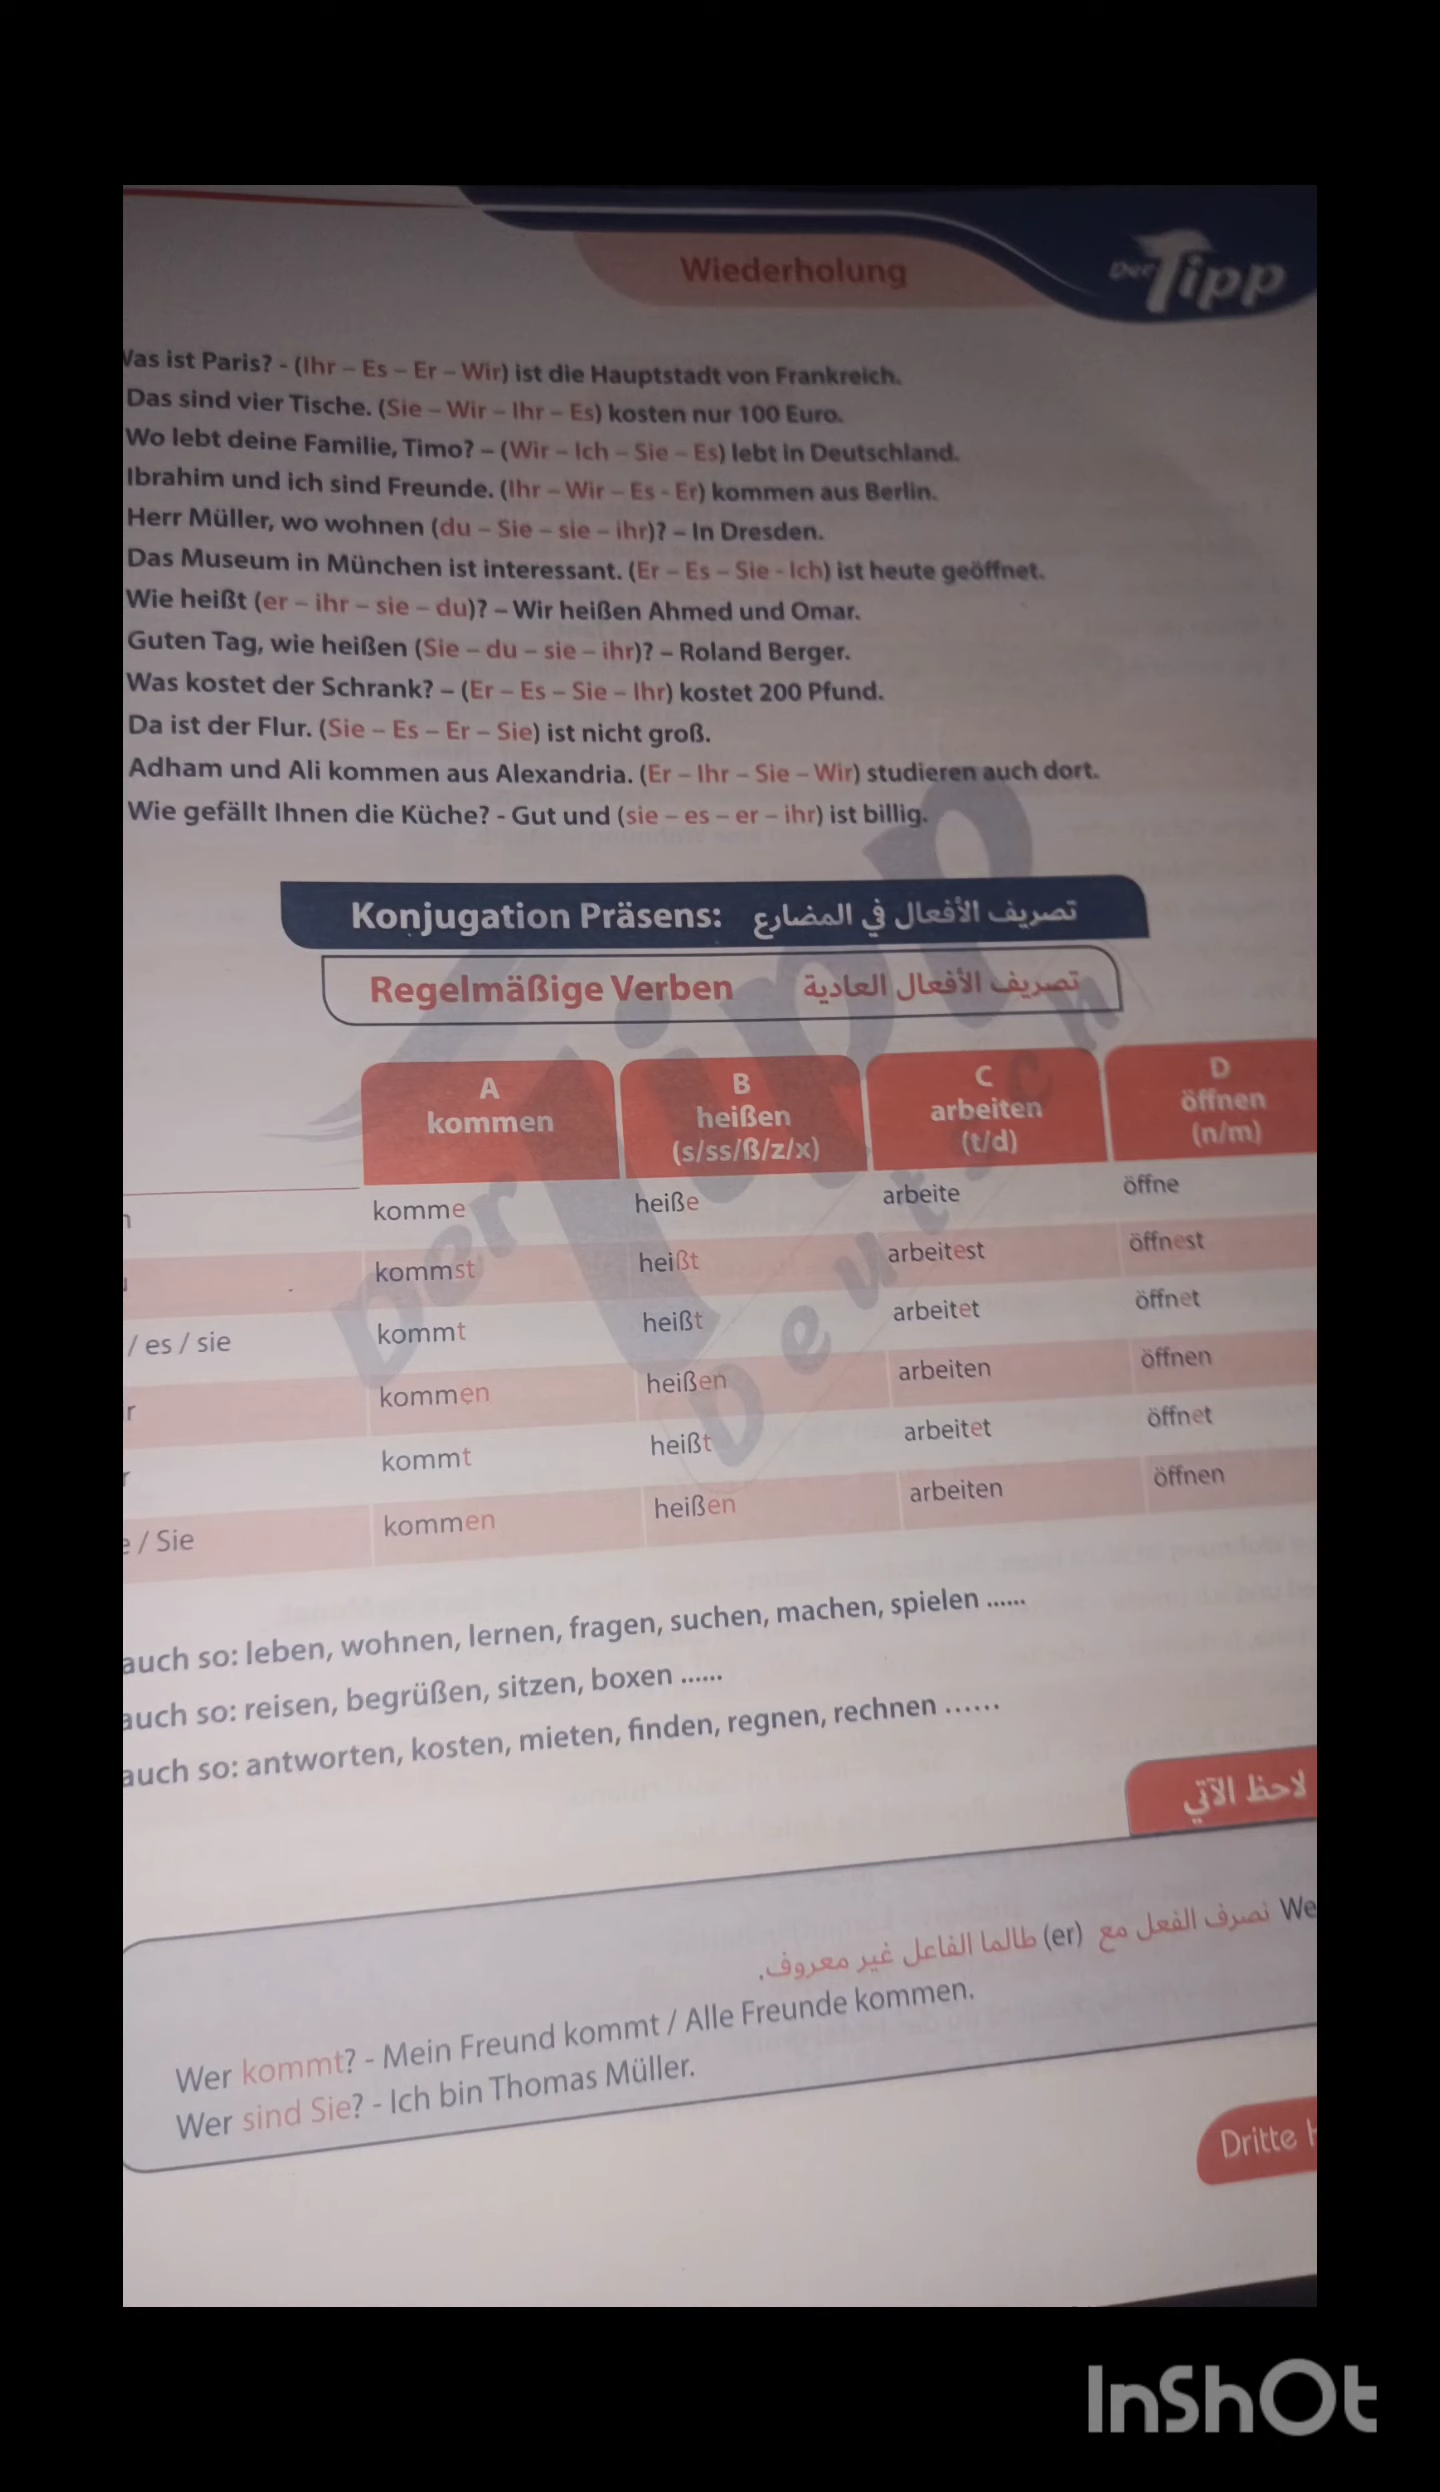 Wiederholung
Der Tipp
Was ist Paris? - (Ihr – Es – Er – Wir) ist die Hauptstadt von Frankreich.
Das sind vier Tische. (Sie – Wir – Ihr – Es) kosten nur 100 Euro.
Wo lebt deine Familie, Timo? – (Wir – Ich – Sie – Es) lebt in Deutschland.
Ibrahim und ich sind Freunde. (Ihr – Wir – Es - Er) kommen aus Berlin.
Herr Müller, wo wohnen (du – Sie – sie – ihr)? – In Dresden.
Das Museum in München ist interessant. (Er – Es – Sie - Ich) ist heute geöffnet.
Wie heißt (er – ihr – sie – du)? – Wir heißen Ahmed und Omar.
Guten Tag, wie heißen (Sie – du – sie – ihr)? – Roland Berger.
Was kostet der Schrank? – (Er – Es – Sie – Ihr) kostet 200 Pfund.
Da ist der Flur. (Sie – Es – Er – Sie) ist nicht groß.
Adham und Ali kommen aus Alexandria. (Er – Ihr – Sie – Wir) studieren auch dort.
Wie gefällt Ihnen die Küche? - Gut und (sie – es – er – ihr) ist billig.
Konjugation Präsens: تصريف الأفعال في المضارع
Regelmäßige Verben تصريف الأفعال العادية
A B C D
kommen heißen arbeiten öffnen
(s/ss/ß/z/x) (t/d) (n/m)
komme heiße arbeite öffne
kommst heißt arbeitest öffnest
/ es / sie kommt heißt arbeitet öffnet
kommen heißen arbeiten öffnen
kommt heißt arbeitet öffnet
/ Sie kommen heißen arbeiten öffnen
auch so: leben, wohnen, lernen, fragen, suchen, machen, spielen ......
auch so: reisen, begrüßen, sitzen, boxen ......
auch so: antworten, kosten, mieten, finden, regnen, rechnen ......
لاحظ الآتي
We نصرف الفعل مع (er) طالما الفاعل غير معروف.
Wer kommt? - Mein Freund kommt / Alle Freunde kommen.
Wer sind Sie? - Ich bin Thomas Müller.
Dritte
Der Tipp Deutsch
InShOt